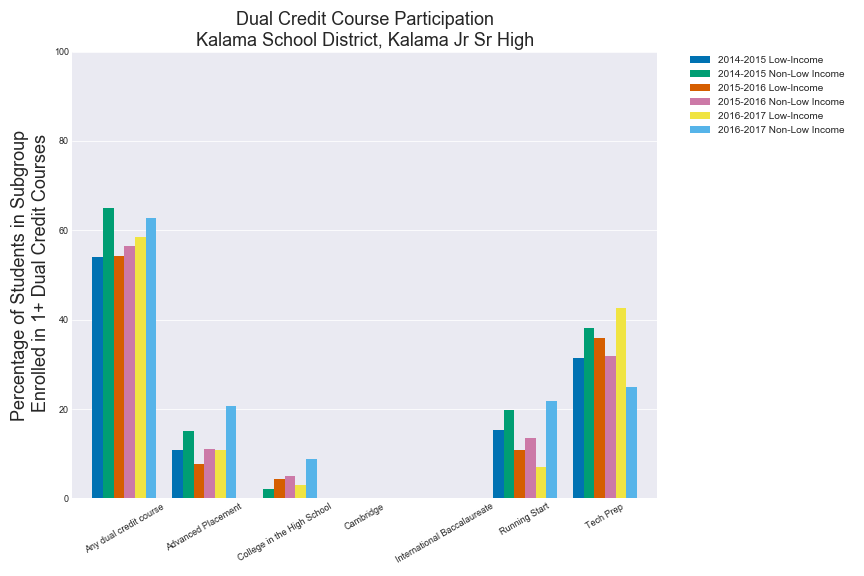 Dual Credit Course Participation
Kalama School District, Kalama Jr Sr High
Percentage of Students in Subgroup
Enrolled in 1+ Dual Credit Courses
100
80
60
40
20
0
Any dual credit course
Advanced Placement
College in the High School
Cambridge
International Baccalaureate
Running Start
Tech Prep
2014-2015 Low-Income
2014-2015 Non-Low Income
2015-2016 Low-Income
2015-2016 Non-Low Income
2016-2017 Low-Income
2016-2017 Non-Low Income